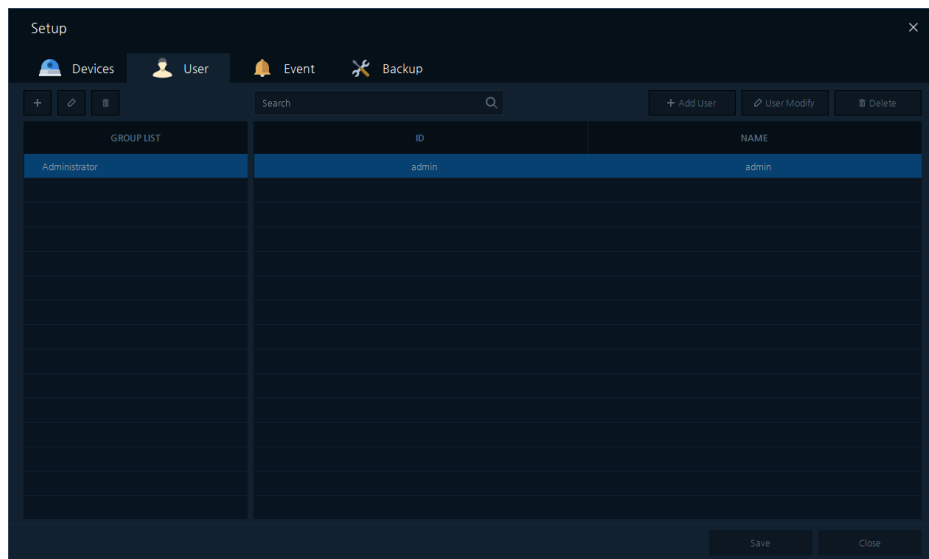 Setup
Devices User Event Backup
Search + Add User User Modify Delete
GROUP LIST ID NAME
Administrator admin admin
Save Close